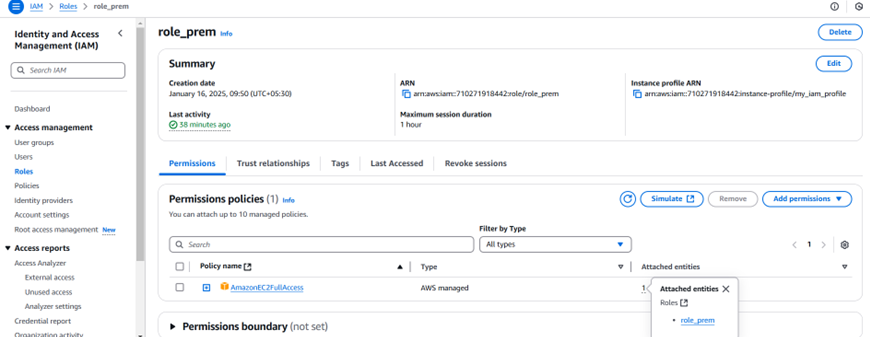 IAM > Roles > role_prem
Identity and Access
Management (IAM)
Search IAM
Dashboard
Access management
User groups
Users
Roles
Policies
Identity providers
Account settings
Root access management New
Access reports
Access Analyzer
External access
Unused access
Analyzer settings
Credential report
Organization activity
role_prem Info
Delete
Summary
Edit
Creation date
January 16, 2025, 09:50 (UTC+05:30)
ARN
arn:aws:iam::710271918442:role/role_prem
Instance profile ARN
arn:aws:iam::710271918442:instance-profile/my_iam_profile
Last activity
38 minutes ago
Maximum session duration
1 hour
Permissions Trust relationships Tags Last Accessed Revoke sessions
Permissions policies (1) Info
Simulate Remove Add permissions
You can attach up to 10 managed policies.
Filter by Type
Search
All types
1
Policy name Type Attached entities
AmazonEC2FullAccess AWS managed 1
Attached entities
Roles
• role_prem
Permissions boundary (not set)